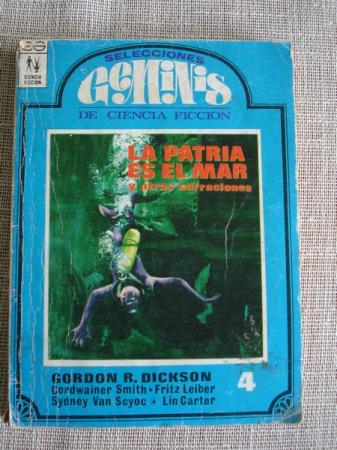 SELECCIONES
GéMiNiS
DE CIENCIA FICCION
CIENCIA
FICCION
LA PATRIA
ES EL MAR
y otras narraciones
GORDON R. DICKSON
Cordwainer Smith • Fritz Leiber
Sydney Van Scyoc • Lin Carter
4